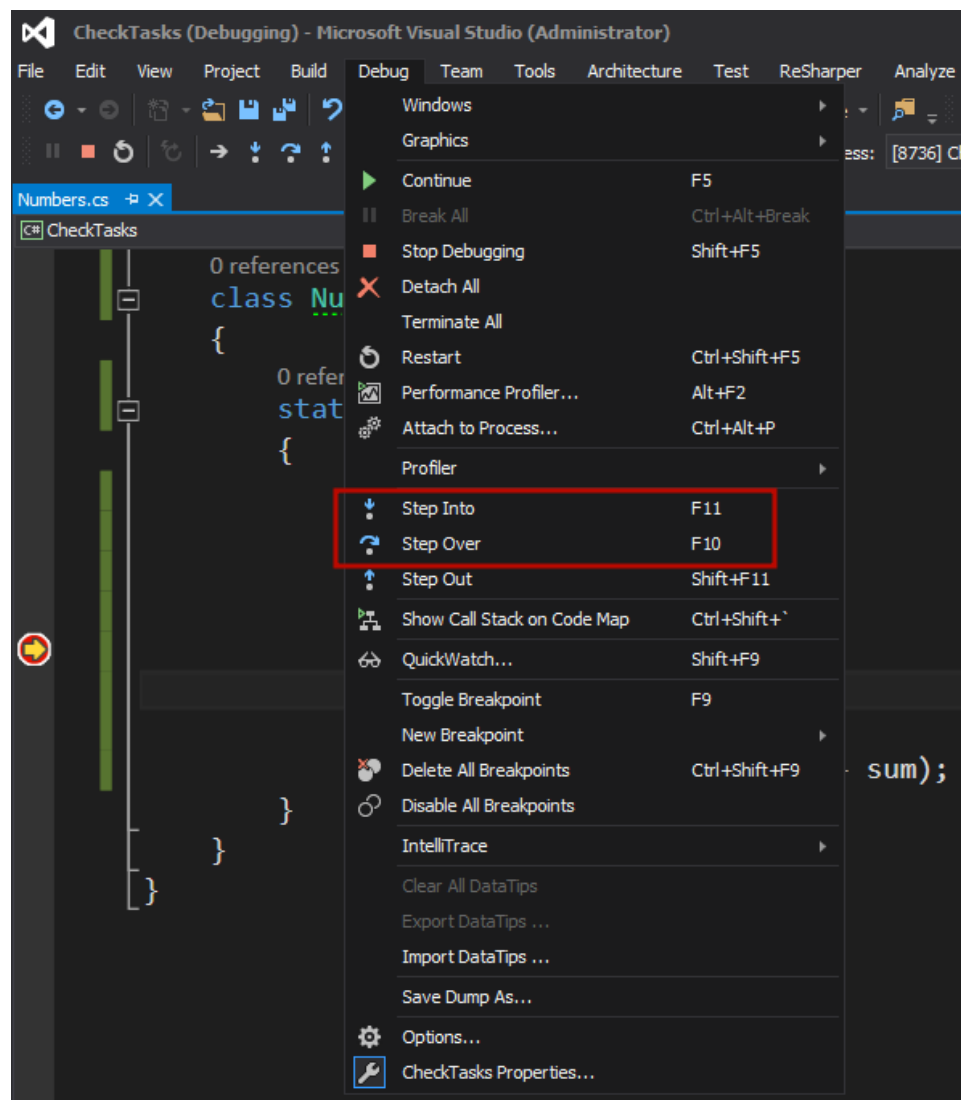 CheckTasks (Debugging) - Microsoft Visual Studio (Administrator)
File Edit View Project Build Debug Team Tools Architecture Test ReSharper Analyze
Windows
Graphics
[8736]
Continue F5
Numbers.cs
Break All Ctrl+Alt+Break
C# CheckTasks
Stop Debugging Shift+F5
0 references
Detach All
class Nu
Terminate All
{
Restart Ctrl+Shift+F5
0 refer
Performance Profiler... Alt+F2
stat
Attach to Process... Ctrl+Alt+P
{
Profiler
Step Into F11
Step Over F10
Step Out Shift+F11
Show Call Stack on Code Map Ctrl+Shift+`
QuickWatch... Shift+F9
Toggle Breakpoint F9
New Breakpoint
Delete All Breakpoints Ctrl+Shift+F9
sum);
Disable All Breakpoints
}
IntelliTrace
}
Clear All DataTips
}
Export DataTips ...
Import DataTips ...
Save Dump As...
Options...
CheckTasks Properties...